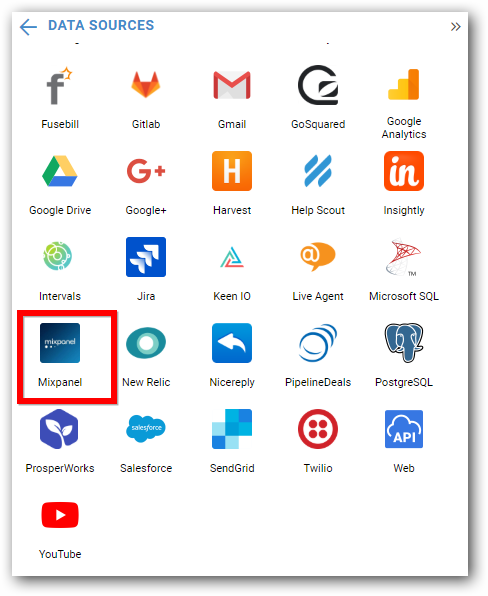 DATA SOURCES
Fusebill
Gitlab
Gmail
GoSquared
Google
Analytics
Google Drive
G+
Google+
H
Harvest
Help Scout
in
Insightly
Intervals
Jira
Keen IO
@
Live Agent
TM
Microsoft SQL
mixpanel
Mixpanel
New Relic
Nicereply
PipelineDeals
PostgreSQL
ProsperWorks
salesforce
Salesforce
SendGrid
Twilio
API
Web
YouTube